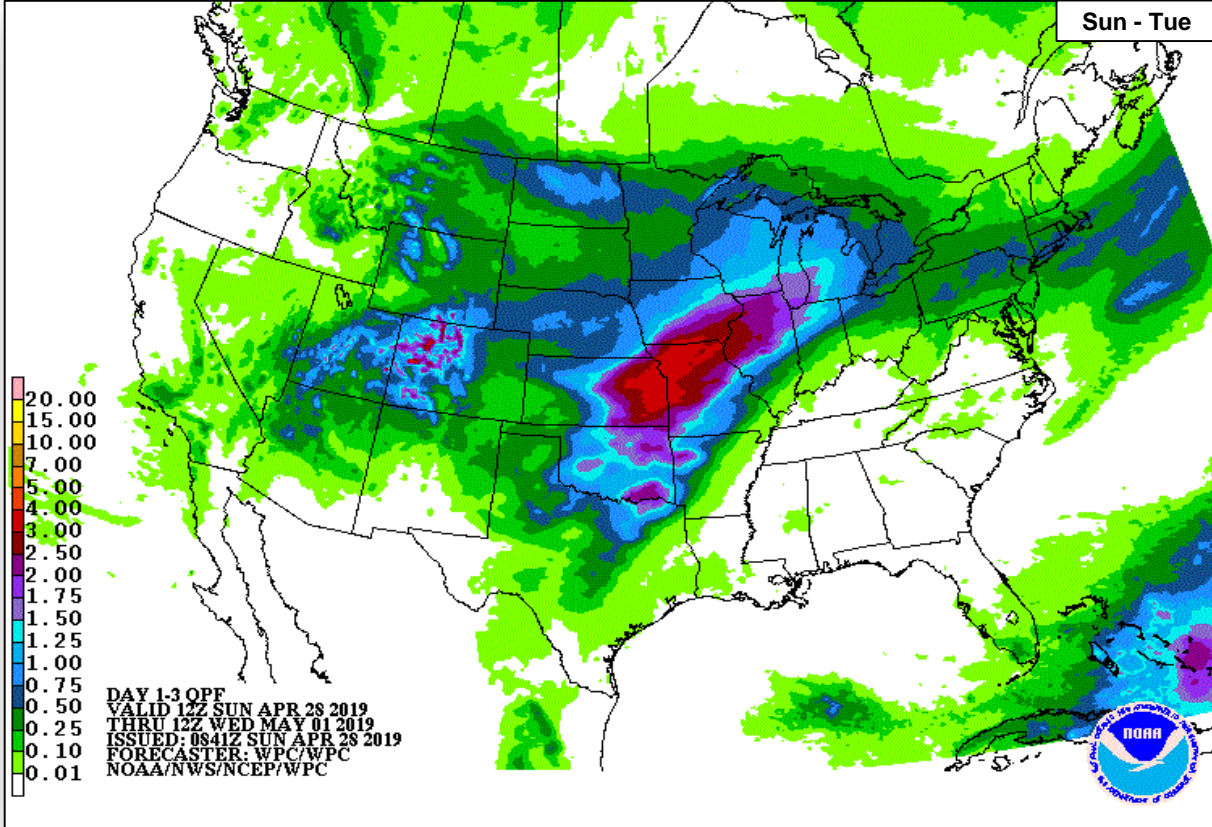 Sun - Tue
20.00
15.00
10.00
7.00
5.00
4.00
3.00
2.50
2.00
1.75
1.50
1.25
1.00
0.75
0.50
0.25
0.10
0.01
DAY 1-3 QPF
VALID 12Z SUN APR 28 2019
THRU 12Z WED MAY 01 2019
ISSUED: 0841Z SUN APR 28 2019
FORECASTER: WPC/WPC
NOAA/NWS/NCEP/WPC
NOAA